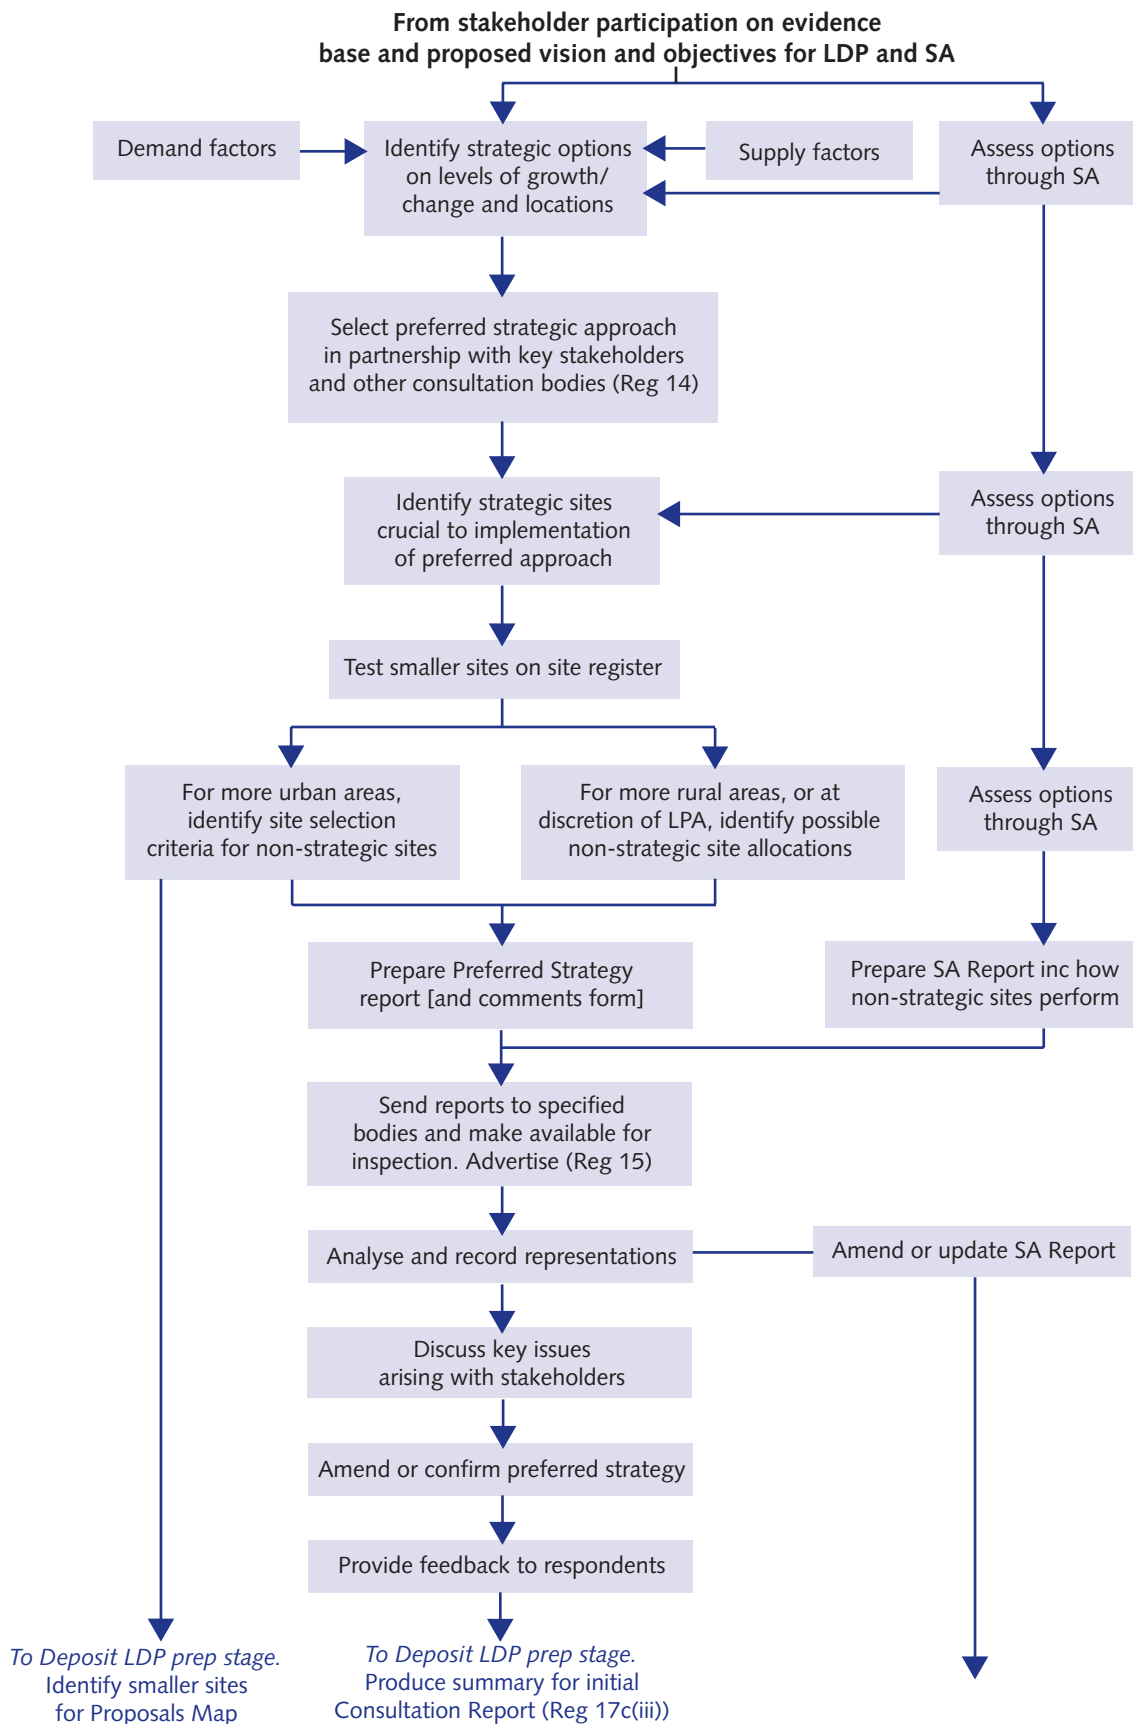 From stakeholder participation on evidence
base and proposed vision and objectives for LDP and SA
Demand factors
Identify strategic options
on levels of growth/
change and locations
Supply factors
Assess options
through SA
Select preferred strategic approach
in partnership with key stakeholders
and other consultation bodies (Reg 14)
Identify strategic sites
crucial to implementation
of preferred approach
Assess options
through SA
Test smaller sites on site register
For more urban areas,
identify site selection
criteria for non-strategic sites
For more rural areas, or at
discretion of LPA, identify possible
non-strategic site allocations
Assess options
through SA
Prepare Preferred Strategy
report [and comments form]
Prepare SA Report inc how
non-strategic sites perform
Send reports to specified
bodies and make available for
inspection. Advertise (Reg 15)
Analyse and record representations
Amend or update SA Report
Discuss key issues
arising with stakeholders
Amend or confirm preferred strategy
Provide feedback to respondents
To Deposit LDP prep stage.
Identify smaller sites
for Proposals Map
To Deposit LDP prep stage.
Produce summary for initial
Consultation Report (Reg 17c(iii))